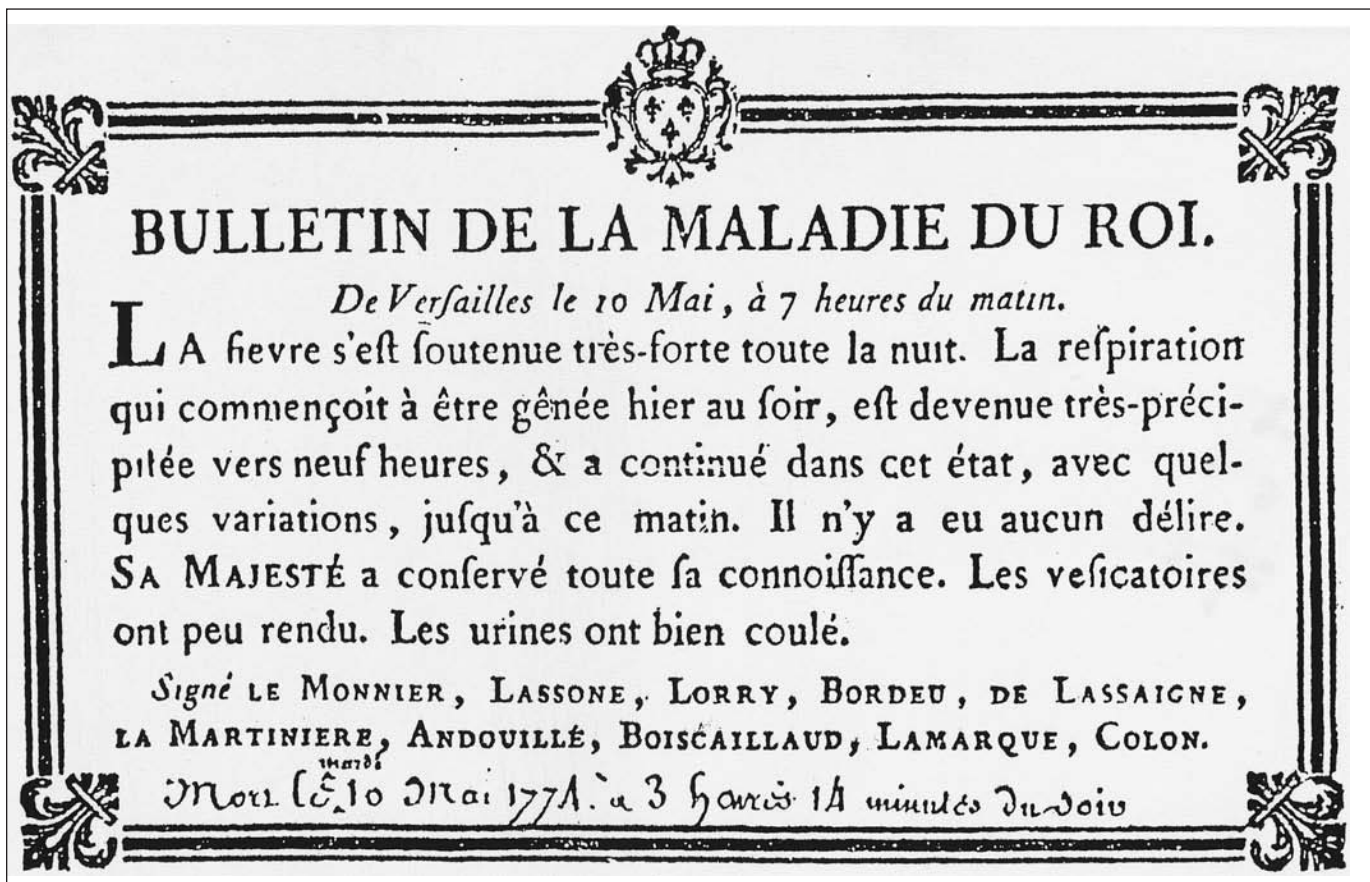 BULLETIN DE LA MALADIE DU ROI.
De Verſailles le 10 Mai, à 7 heures du matin.
LA fievre s'eſt ſoutenue très-forte toute la nuit. La reſpiration
qui commençoit à être gênée hier au ſoir, eſt devenue très-préci-
pitée vers neuf heures, & a continué dans cet état, avec quel-
ques variations, juſqu'à ce matin. Il n'y a eu aucun délire.
SA MAJESTÉ a conſervé toute ſa connoiſſance. Les veſicatoires
ont peu rendu. Les urines ont bien coulé.
Signé LE MONNIER, LASSONE, LORRY, BORDEU, DE LASSAIGNE,
LA MARTINIERE, ANDOUILLÉ, BOISCAILLAUD, LAMARQUE, COLON.
mardi
Mort le 10 Mai 1774. à 3 heures 14 minutes du soir